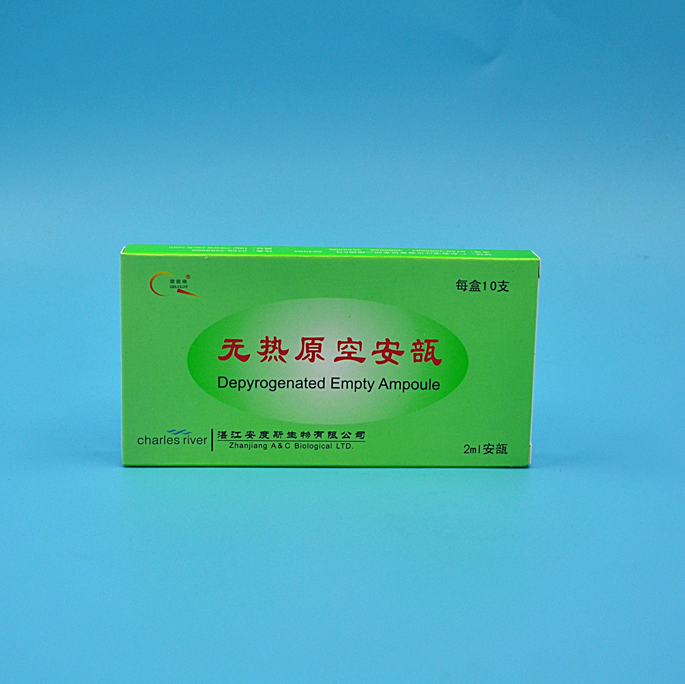 每盒10支
无热原空安瓿
Depyrogenated Empty Ampoule
charles river
湛江安度斯生物有限公司
Zhanjiang A & C Biological LTD.
2ml安瓿